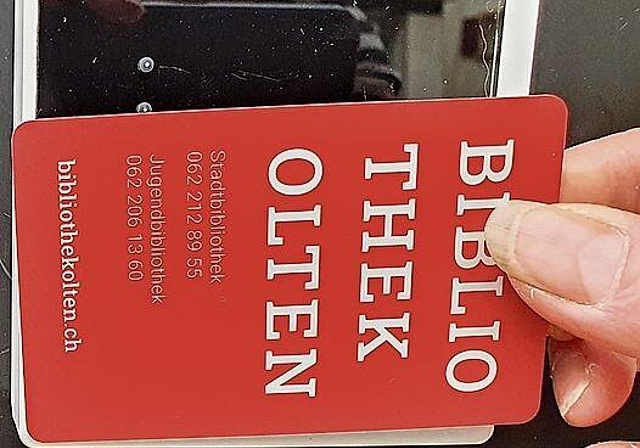 BIBLIO
THEK
OLTEN
Stadtbibliothek
062 212 89 55
Jugendbibliothek
062 206 13 60
bibliothekolten.ch